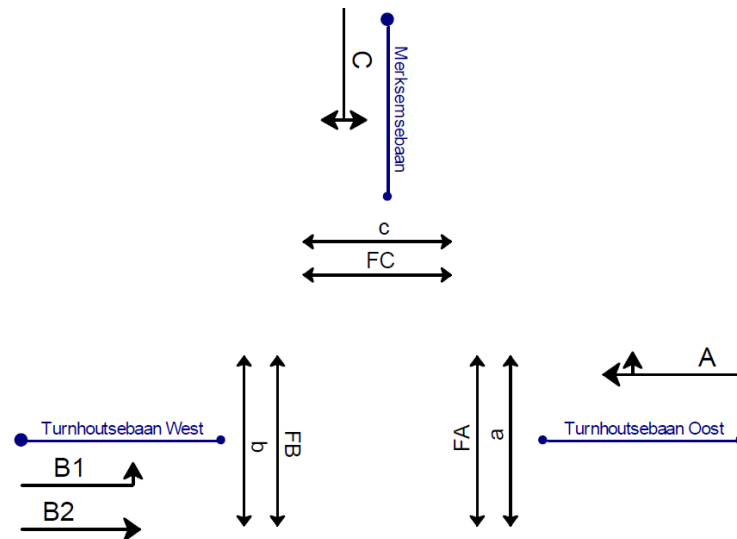 C
Merksemsebaan
c
FC
A
Turnhoutsebaan West
b
FB
FA
a
Turnhoutsebaan Oost
B1
B2